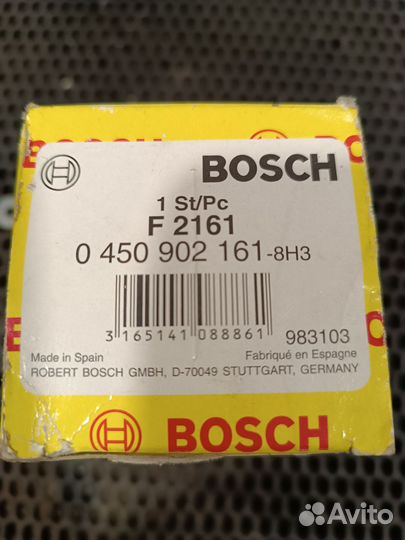 BOSCH
1 St/Pc
F 2161
0 450 902 161-8H3
3 165141 088861
983103
Made in Spain
Fabriqué en Espagne
ROBERT BOSCH GMBH, D-70049 STUTTGART, GERMANY
BOSCH
Avito